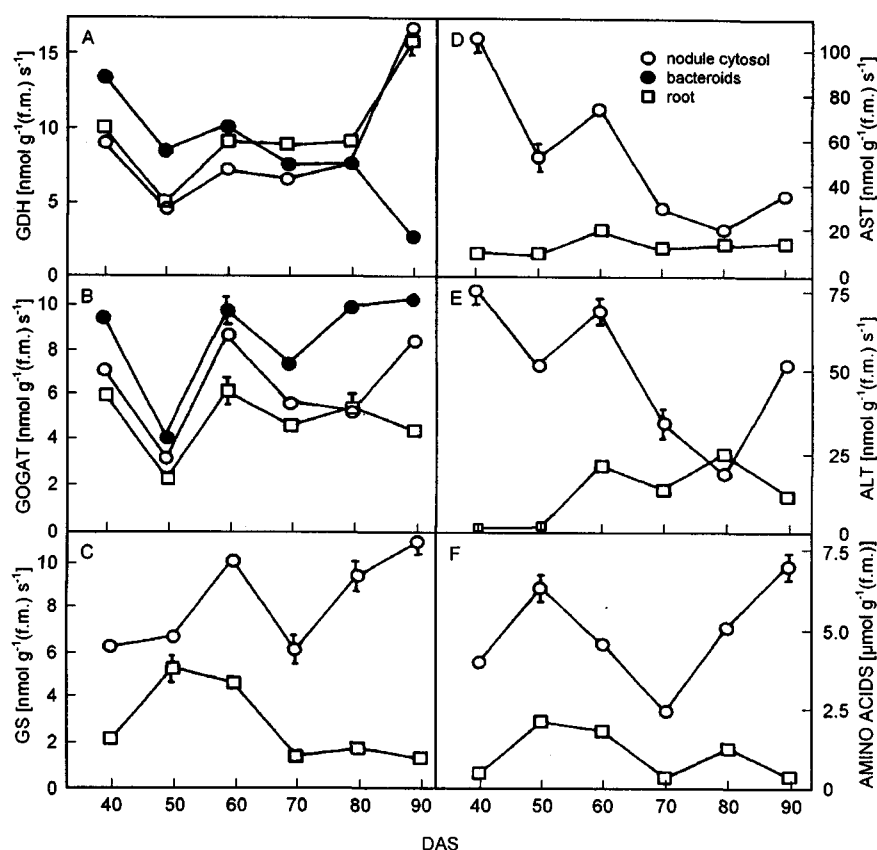 A
GDH [nmol g⁻¹(f.m.) s⁻¹]
15
10
5
0
B
GOGAT [nmol g⁻¹(f.m.) s⁻¹]
10
8
6
4
2
0
C
GS [nmol g⁻¹(f.m.) s⁻¹]
10
8
6
4
2
0
40 50 60 70 80 90
D
nodule cytosol
bacteroids
root
AST [nmol g⁻¹(f.m.) s⁻¹]
100
80
60
40
20
0
E
ALT [nmol g⁻¹(f.m.) s⁻¹]
75
50
25
0
F
AMINO ACIDS [µmol g⁻¹(f.m.)]
7.5
5.0
2.5
0
40 50 60 70 80 90
DAS